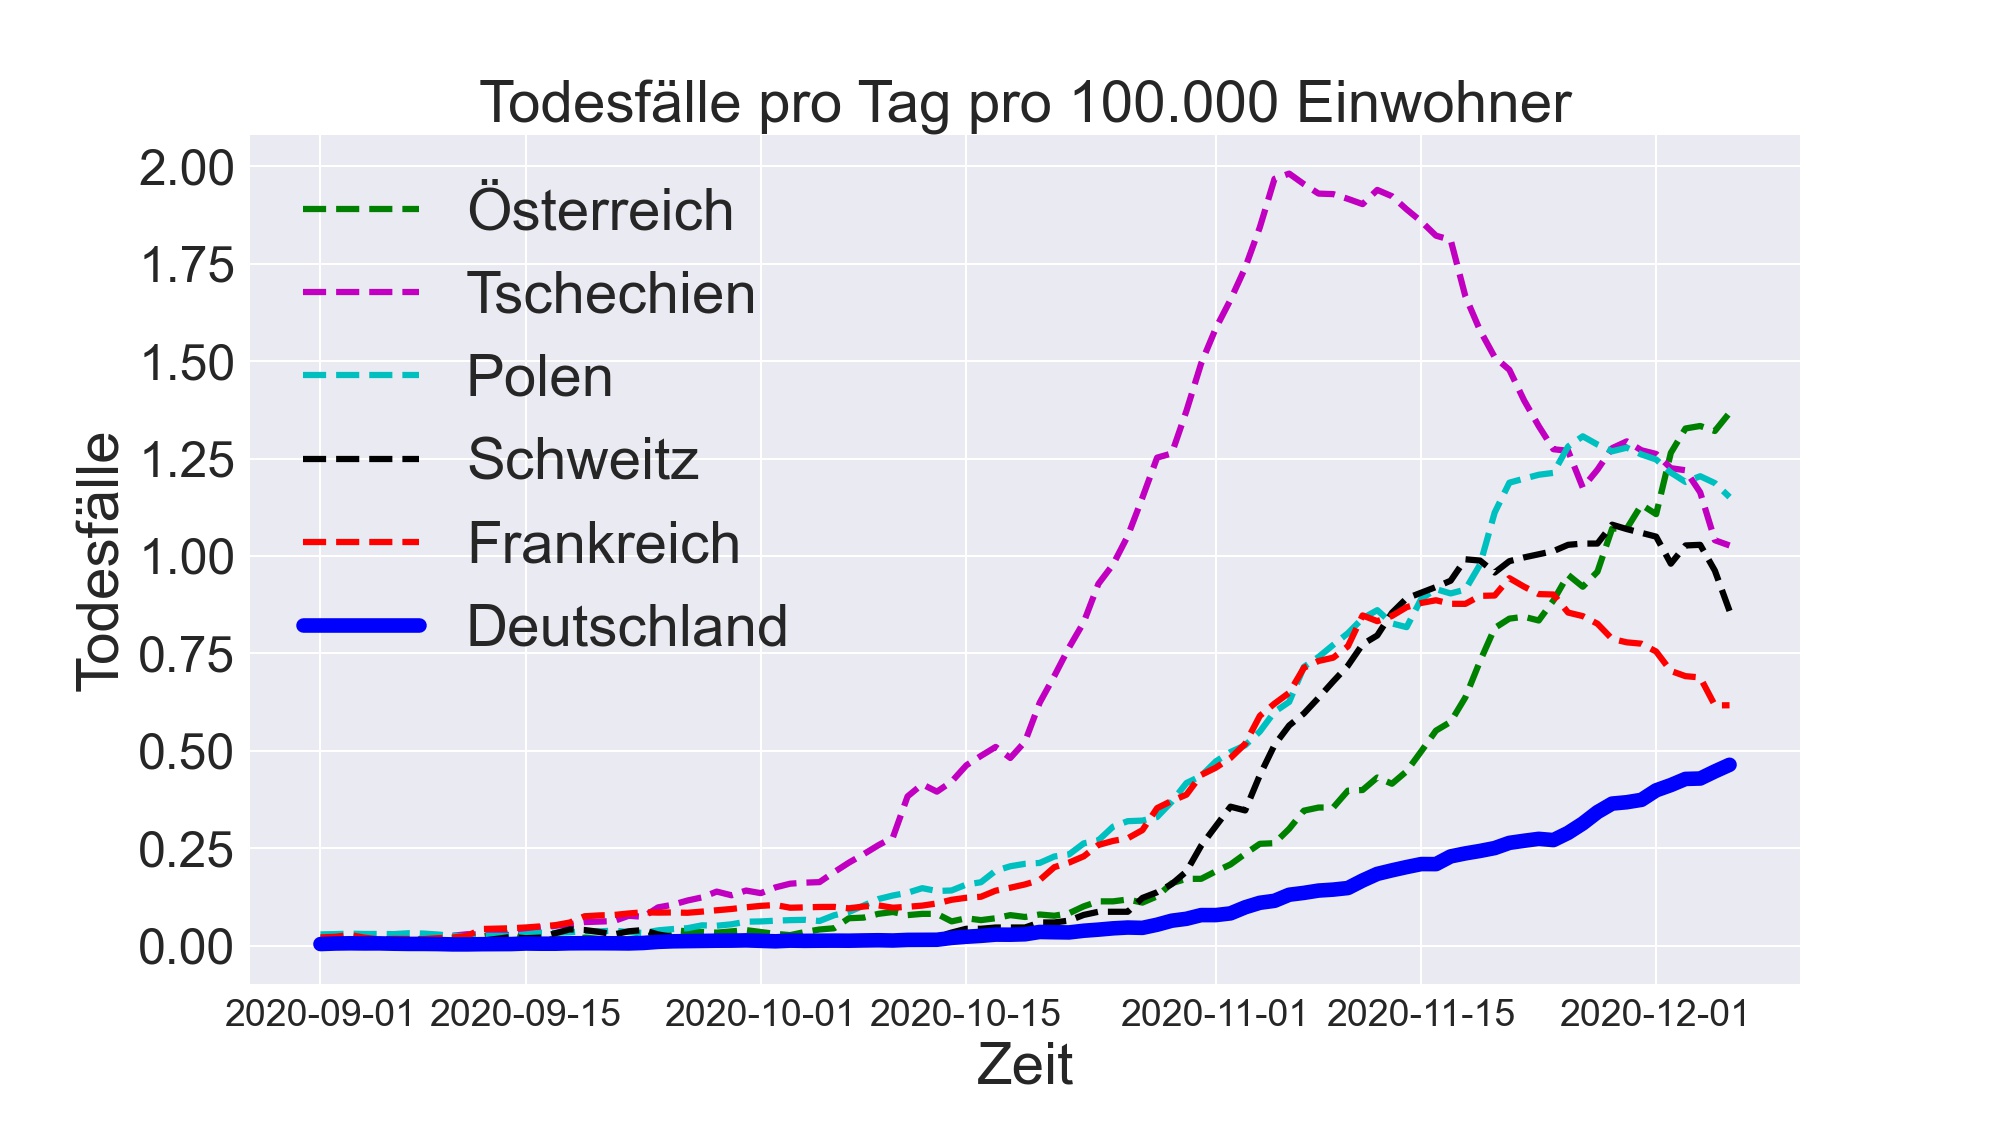 Todesfälle pro Tag pro 100.000 Einwohner
2.00
1.75
1.50
1.25
1.00
0.75
0.50
0.25
0.00
Todesfälle
Österreich
Tschechien
Polen
Schweitz
Frankreich
Deutschland
2020-09-01 2020-09-15 2020-10-01 2020-10-15 2020-11-01 2020-11-15 2020-12-01
Zeit